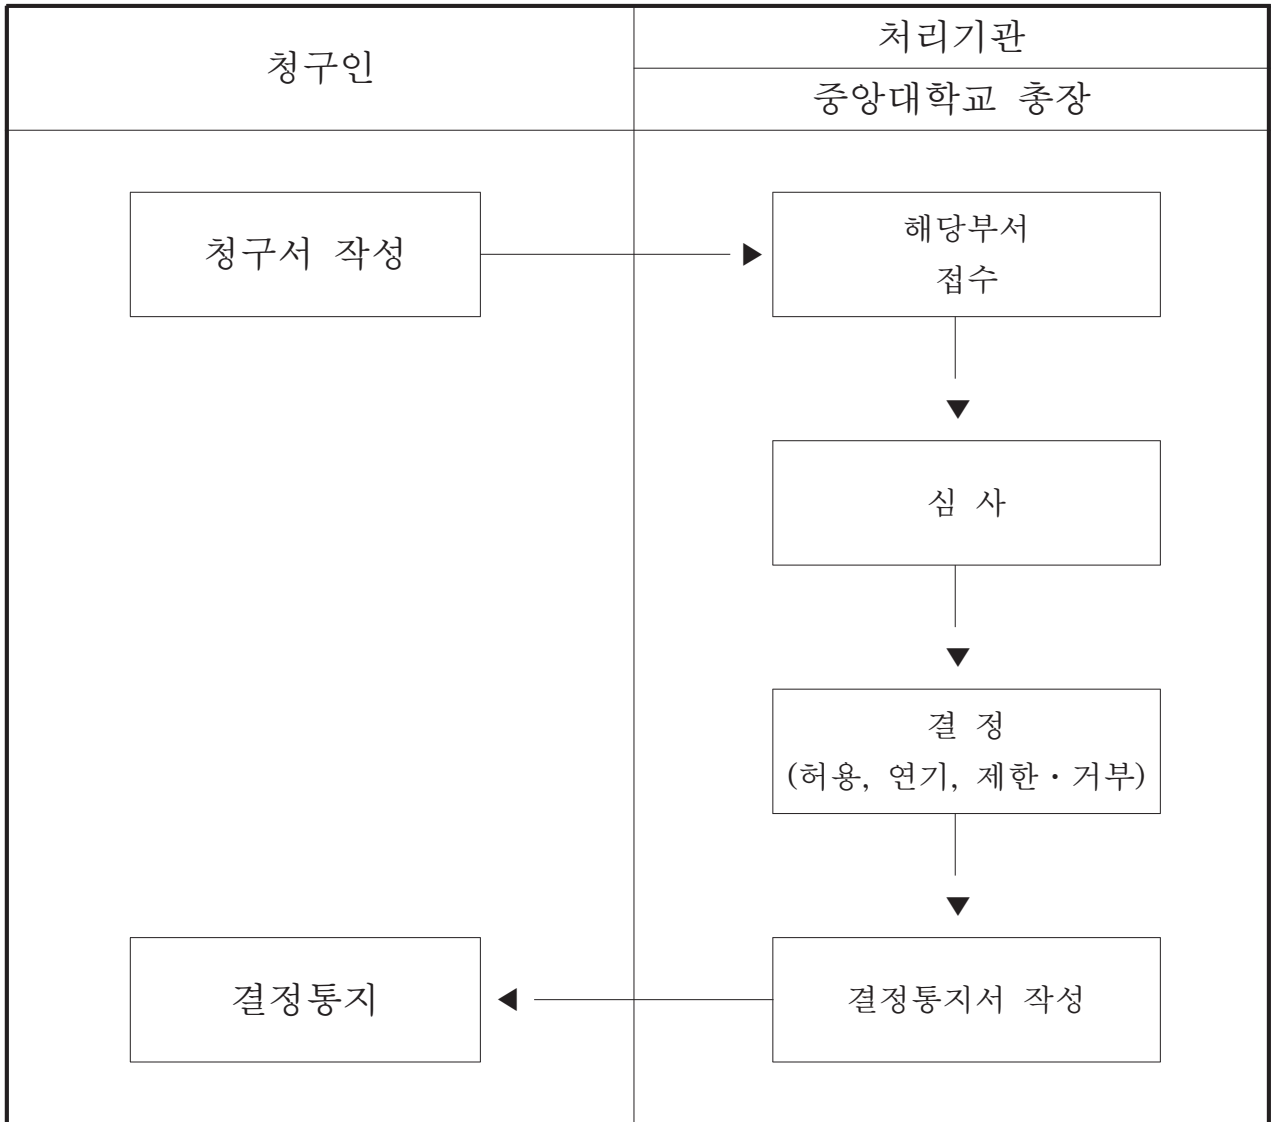 청구인
처리기관
중앙대학교 총장
청구서 작성
해당부서
접수
심 사
결 정
(허용, 연기, 제한・거부)
결정통지서 작성
결정통지